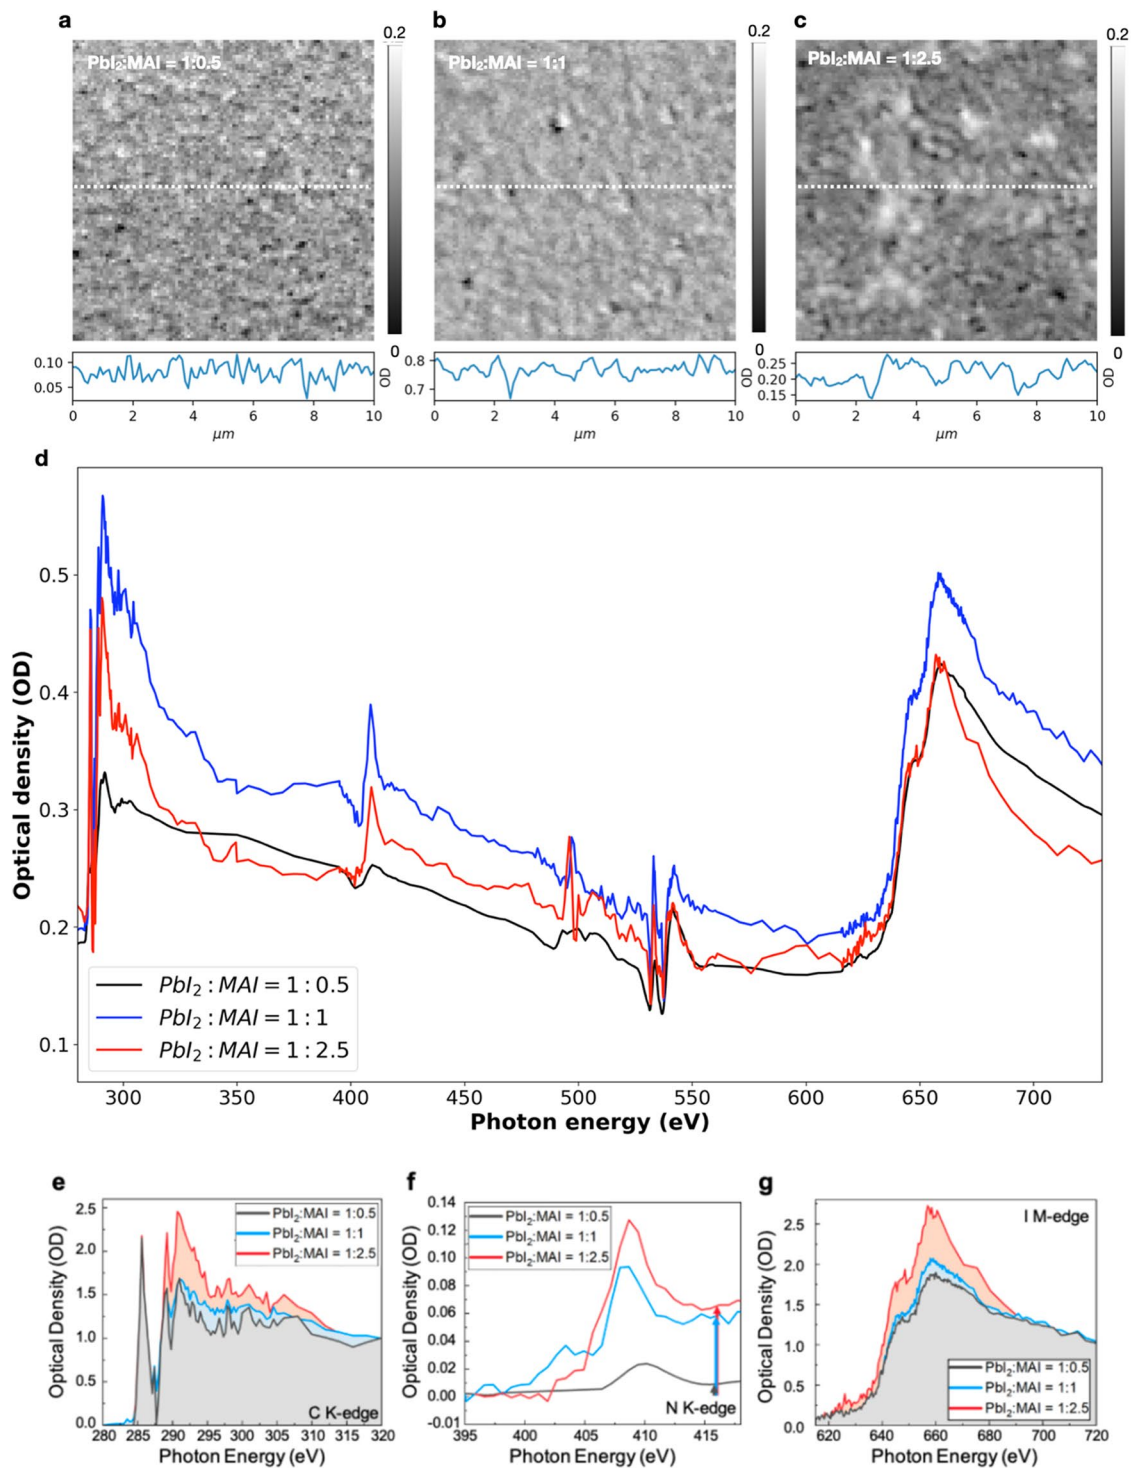 a
PbI₂:MAI = 1:0.5
0.2
0
OD
0.10
0.05
0 2 4 6 8 10
μm
b
PbI₂:MAI = 1:1
0.2
0
OD
0.8
0.7
0 2 4 6 8 10
μm
c
PbI₂:MAI = 1:2.5
0.2
0
OD
0.25
0.20
0.15
0 2 4 6 8 10
μm
d
Optical density (OD)
0.5
0.4
0.3
0.2
0.1
PbI₂ : MAI = 1 : 0.5
PbI₂ : MAI = 1 : 1
PbI₂ : MAI = 1 : 2.5
300 350 400 450 500 550 600 650 700
Photon energy (eV)
e
Optical Density (OD)
2.5
2.0
1.5
1.0
0.5
0.0
PbI₂:MAI = 1:0.5
PbI₂:MAI = 1:1
PbI₂:MAI = 1:2.5
C K-edge
280 285 290 295 300 305 310 315 320
Photon Energy (eV)
f
Optical Density (OD)
0.14
0.12
0.10
0.08
0.06
0.04
0.02
0.00
-0.01
PbI₂:MAI = 1:0.5
PbI₂:MAI = 1:1
PbI₂:MAI = 1:2.5
N K-edge
395 400 405 410 415
Photon Energy (eV)
g
Optical Density (OD)
2.5
2.0
1.5
1.0
0.5
0.0
I M-edge
PbI₂:MAI = 1:0.5
PbI₂:MAI = 1:1
PbI₂:MAI = 1:2.5
620 640 660 680 700 720
Photon Energy (eV)